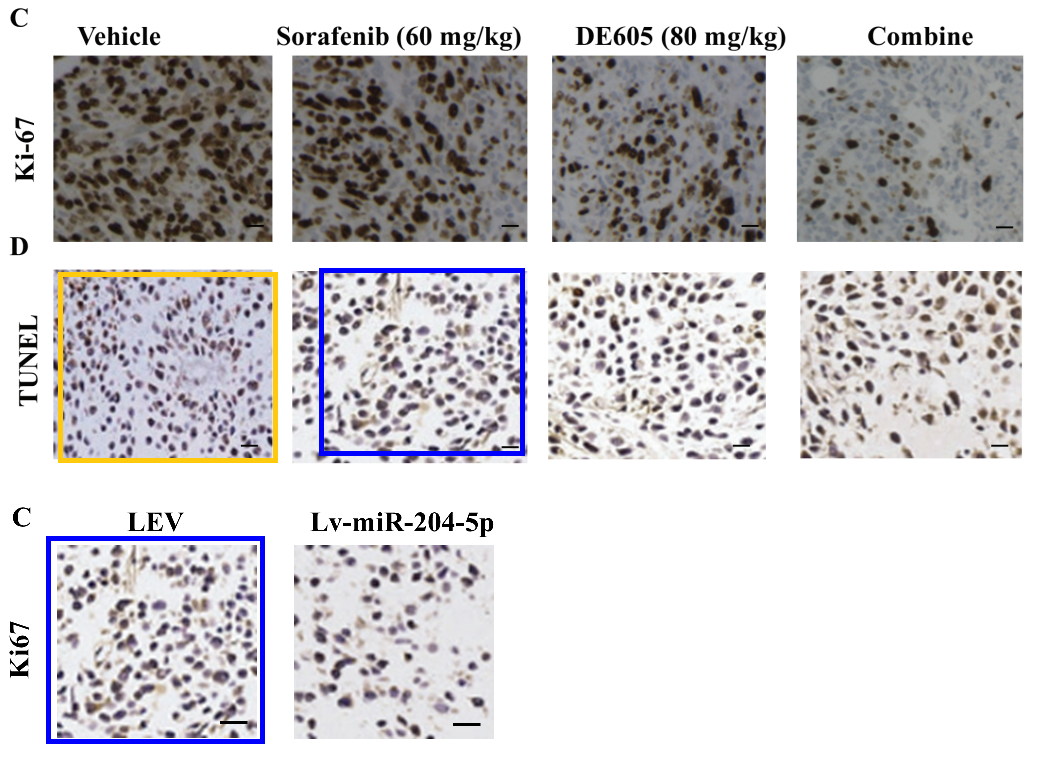 C
Vehicle Sorafenib (60 mg/kg) DE605 (80 mg/kg) Combine
Ki-67
D
TUNEL
C
LEV Lv-miR-204-5p
Ki67